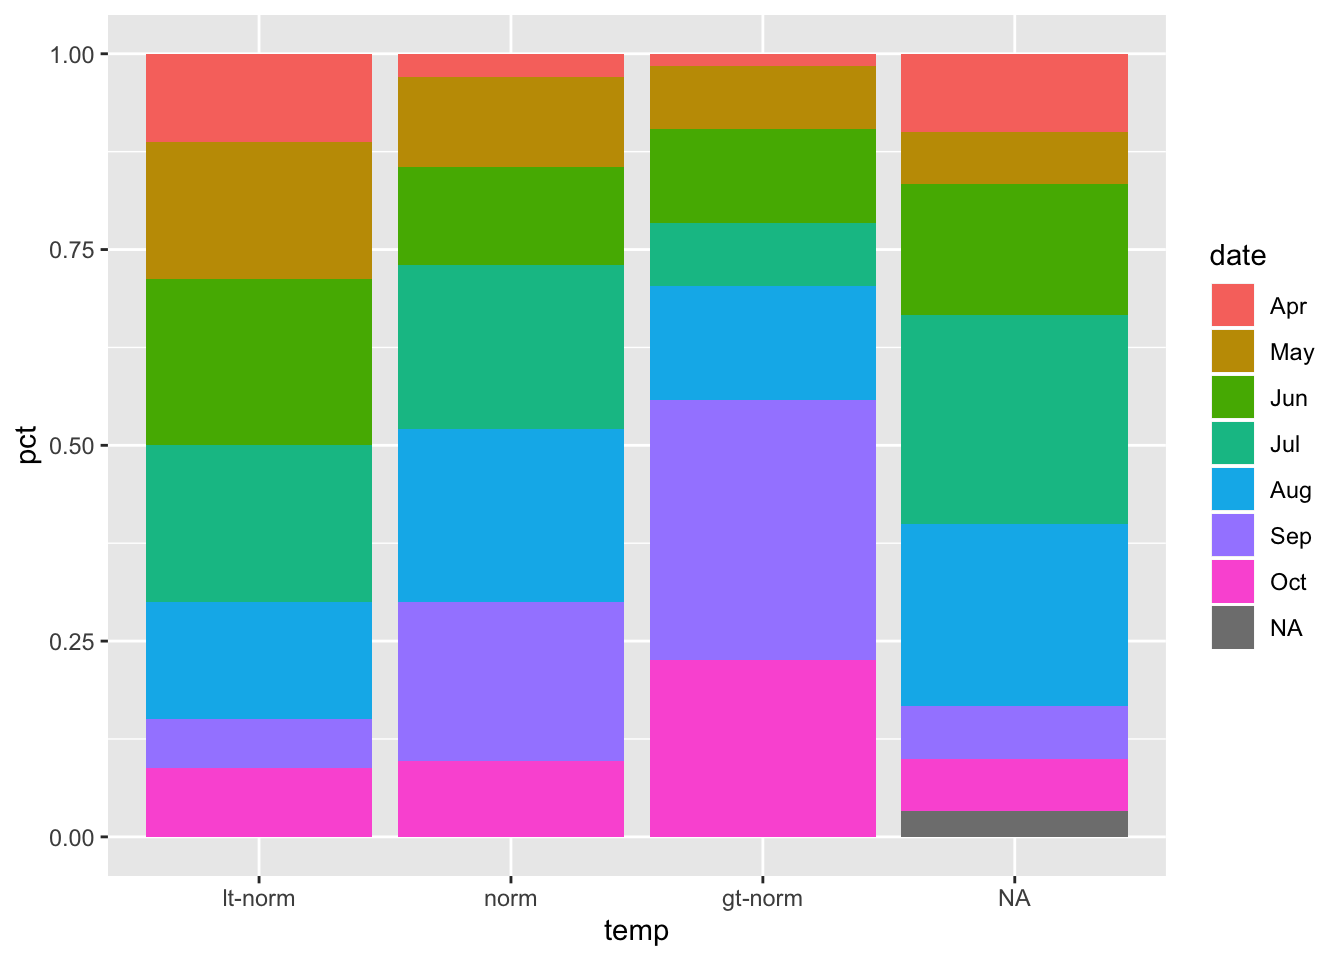 1.00
0.75
0.50
0.25
0.00
pct
lt-norm
norm
gt-norm
NA
temp
date
Apr
May
Jun
Jul
Aug
Sep
Oct
NA